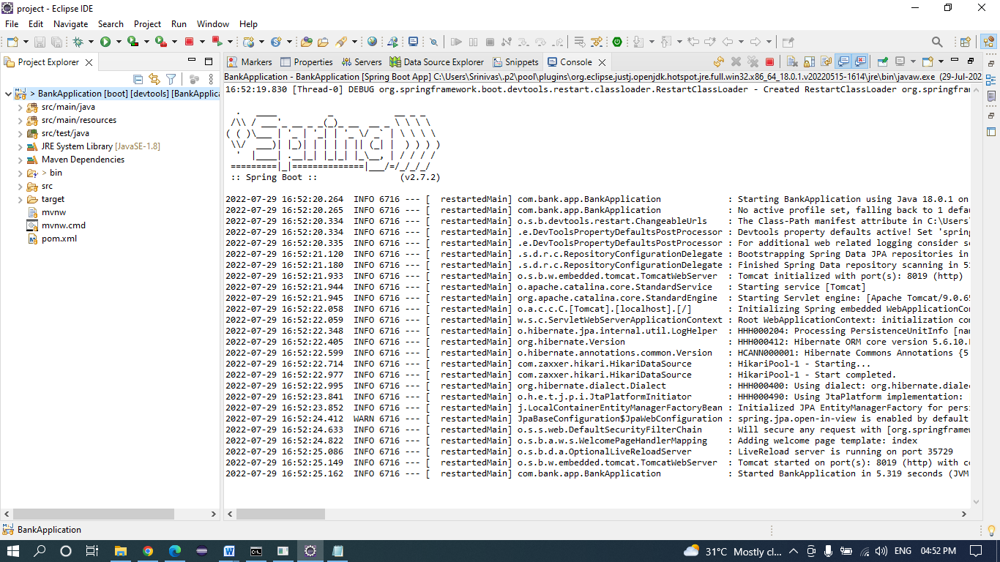 project - Eclipse IDE
File Edit Navigate Search Project Run Window Help
Project Explorer
Markers Properties Servers Data Source Explorer Snippets Console
BankApplication - BankApplication [Spring Boot App] C:\Users\Srinivas\.p2\pool\plugins\org.eclipse.justj.openjdk.hotspot.jre.full.win32.x86_64_18.0.1.v20220515-1614\jre\bin\javaw.exe (29-Jul-202
> BankApplication [boot] [devtools] [BankApplica
src/main/java
src/main/resources
src/test/java
JRE System Library [JavaSE-1.8]
Maven Dependencies
> bin
src
target
mvnw
mvnw.cmd
pom.xml
16:52:19.830 [Thread-0] DEBUG org.springframework.boot.devtools.restart.classloader.RestartClassLoader - Created RestartClassLoader org.springfra
Spring
:: Spring Boot :: (v2.7.2)
2022-07-29 16:52:20.264 INFO 6716 --- [ restartedMain] com.bank.app.BankApplication : Starting BankApplication using Java 18.0.1 on
2022-07-29 16:52:20.265 INFO 6716 --- [ restartedMain] com.bank.app.BankApplication : No active profile set, falling back to 1 defau
2022-07-29 16:52:20.334 INFO 6716 --- [ restartedMain] o.s.b.devtools.restart.ChangeableUrls : The Class-Path manifest attribute in C:\Users\
2022-07-29 16:52:20.334 INFO 6716 --- [ restartedMain] .e.DevToolsPropertyDefaultsPostProcessor : Devtools property defaults active! Set 'spring
2022-07-29 16:52:20.335 INFO 6716 --- [ restartedMain] .e.DevToolsPropertyDefaultsPostProcessor : For additional web related logging consider se
2022-07-29 16:52:21.120 INFO 6716 --- [ restartedMain] .s.d.r.c.RepositoryConfigurationDelegate : Bootstrapping Spring Data JPA repositories in
2022-07-29 16:52:21.180 INFO 6716 --- [ restartedMain] .s.d.r.c.RepositoryConfigurationDelegate : Finished Spring Data repository scanning in 5
2022-07-29 16:52:21.933 INFO 6716 --- [ restartedMain] o.s.b.w.embedded.tomcat.TomcatWebServer : Tomcat initialized with port(s): 8019 (http)
2022-07-29 16:52:21.944 INFO 6716 --- [ restartedMain] o.apache.catalina.core.StandardService : Starting service [Tomcat]
2022-07-29 16:52:21.945 INFO 6716 --- [ restartedMain] org.apache.catalina.core.StandardEngine : Starting Servlet engine: [Apache Tomcat/9.0.65
2022-07-29 16:52:22.058 INFO 6716 --- [ restartedMain] o.a.c.c.C.[Tomcat].[localhost].[/] : Initializing Spring embedded WebApplicationCon
2022-07-29 16:52:22.059 INFO 6716 --- [ restartedMain] w.s.c.ServletWebServerApplicationContext : Root WebApplicationContext: initialization com
2022-07-29 16:52:22.348 INFO 6716 --- [ restartedMain] o.hibernate.jpa.internal.util.LogHelper : HHH000204: Processing PersistenceUnitInfo [nam
2022-07-29 16:52:22.405 INFO 6716 --- [ restartedMain] org.hibernate.Version : HHH000412: Hibernate ORM core version 5.6.10.
2022-07-29 16:52:22.599 INFO 6716 --- [ restartedMain] o.hibernate.annotations.common.Version : HCANN000001: Hibernate Commons Annotations {5
2022-07-29 16:52:22.714 INFO 6716 --- [ restartedMain] com.zaxxer.hikari.HikariDataSource : HikariPool-1 - Starting...
2022-07-29 16:52:22.977 INFO 6716 --- [ restartedMain] com.zaxxer.hikari.HikariDataSource : HikariPool-1 - Start completed.
2022-07-29 16:52:22.995 INFO 6716 --- [ restartedMain] org.hibernate.dialect.Dialect : HHH000400: Using dialect: org.hibernate.dialec
2022-07-29 16:52:23.841 INFO 6716 --- [ restartedMain] o.h.e.t.j.p.i.JtaPlatformInitiator : HHH000490: Using JtaPlatform implementation:
2022-07-29 16:52:23.852 INFO 6716 --- [ restartedMain] j.LocalContainerEntityManagerFactoryBean : Initialized JPA EntityManagerFactory for persi
2022-07-29 16:52:24.412 WARN 6716 --- [ restartedMain] JpaBaseConfiguration$JpaWebConfiguration : spring.jpa.open-in-view is enabled by default
2022-07-29 16:52:24.633 INFO 6716 --- [ restartedMain] o.s.s.web.DefaultSecurityFilterChain : Will secure any request with [org.springframew
2022-07-29 16:52:24.822 INFO 6716 --- [ restartedMain] o.s.b.a.w.s.WelcomePageHandlerMapping : Adding welcome page template: index
2022-07-29 16:52:25.086 INFO 6716 --- [ restartedMain] o.s.b.d.a.OptionalLiveReloadServer : LiveReload server is running on port 35729
2022-07-29 16:52:25.149 INFO 6716 --- [ restartedMain] o.s.b.w.embedded.tomcat.TomcatWebServer : Tomcat started on port(s): 8019 (http) with co
2022-07-29 16:52:25.162 INFO 6716 --- [ restartedMain] com.bank.app.BankApplication : Started BankApplication in 5.319 seconds (JVM
BankApplication
31°C Mostly cl... ENG 04:52 PM